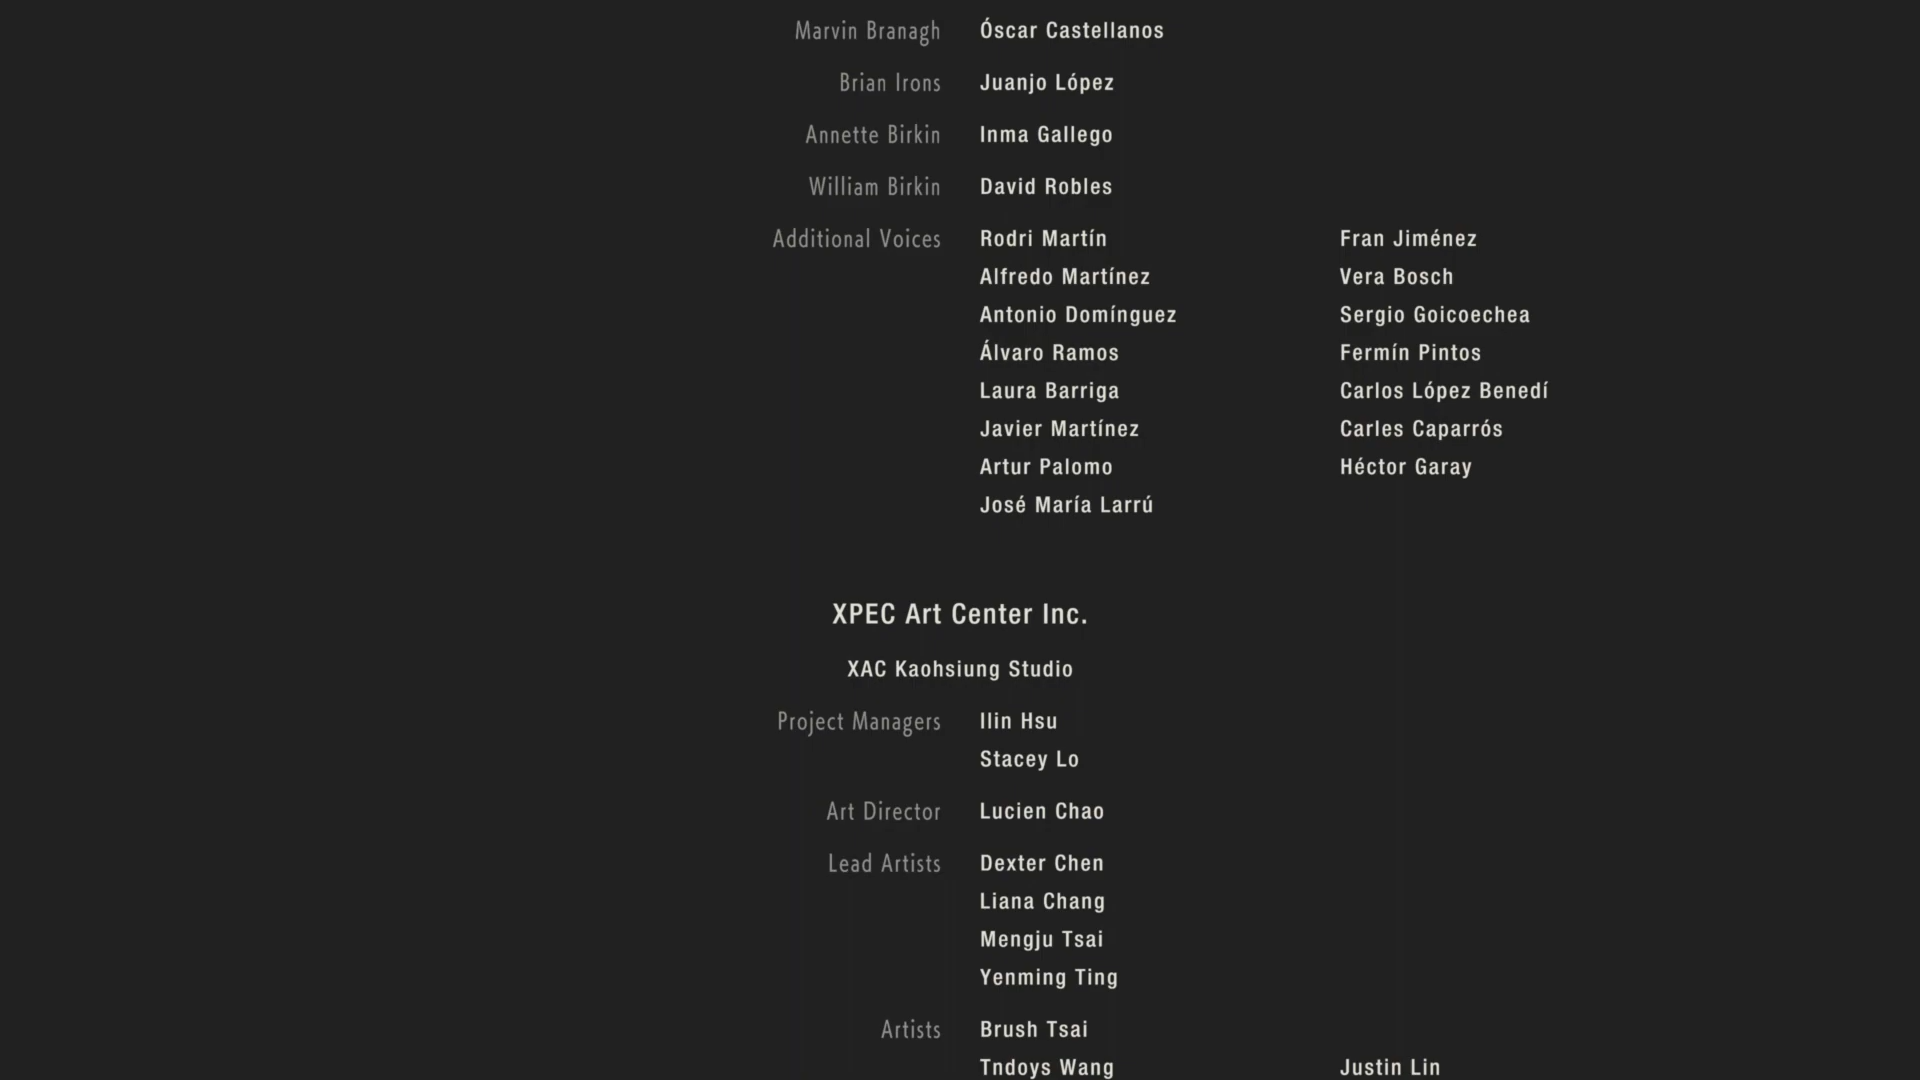 Marvin Branagh Óscar Castellanos
Brian Irons Juanjo López
Annette Birkin Inma Gallego
William Birkin David Robles
Additional Voices Rodri Martín Fran Jiménez
Alfredo Martínez Vera Bosch
Antonio Domínguez Sergio Goicoechea
Álvaro Ramos Fermín Pintos
Laura Barriga Carlos López Benedí
Javier Martínez Carles Caparrós
Artur Palomo Héctor Garay
José María Larrú
XPEC Art Center Inc.
XAC Kaohsiung Studio
Project Managers Ilin Hsu
Stacey Lo
Art Director Lucien Chao
Lead Artists Dexter Chen
Liana Chang
Mengju Tsai
Yenming Ting
Artists Brush Tsai
Tndoys Wang Justin Lin